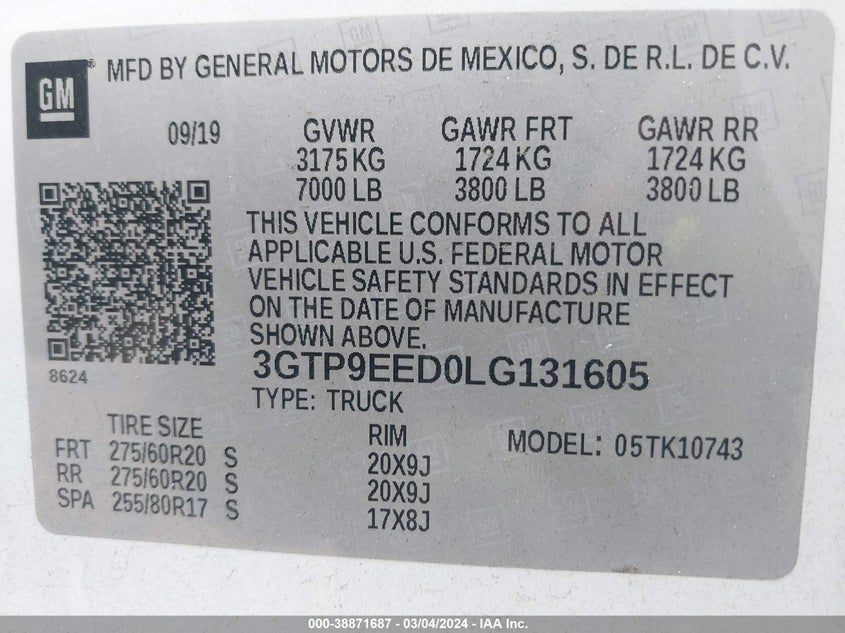 GM ® MFD BY GENERAL MOTORS DE MEXICO, S. DE R.L. DE C.V.
09/19 GVWR GAWR FRT GAWR RR
3175 KG 1724 KG 1724 KG
7000 LB 3800 LB 3800 LB
THIS VEHICLE CONFORMS TO ALL
APPLICABLE U.S. FEDERAL MOTOR
VEHICLE SAFETY STANDARDS IN EFFECT
ON THE DATE OF MANUFACTURE
SHOWN ABOVE.
8624
3GTP9EED0LG131605
TYPE: TRUCK
TIRE SIZE RIM MODEL: 05TK10743
FRT 275/60R20 S 20X9J
RR 275/60R20 S 20X9J
SPA 255/80R17 S 17X8J
000-38871687 - 03/04/2024 - IAA Inc.